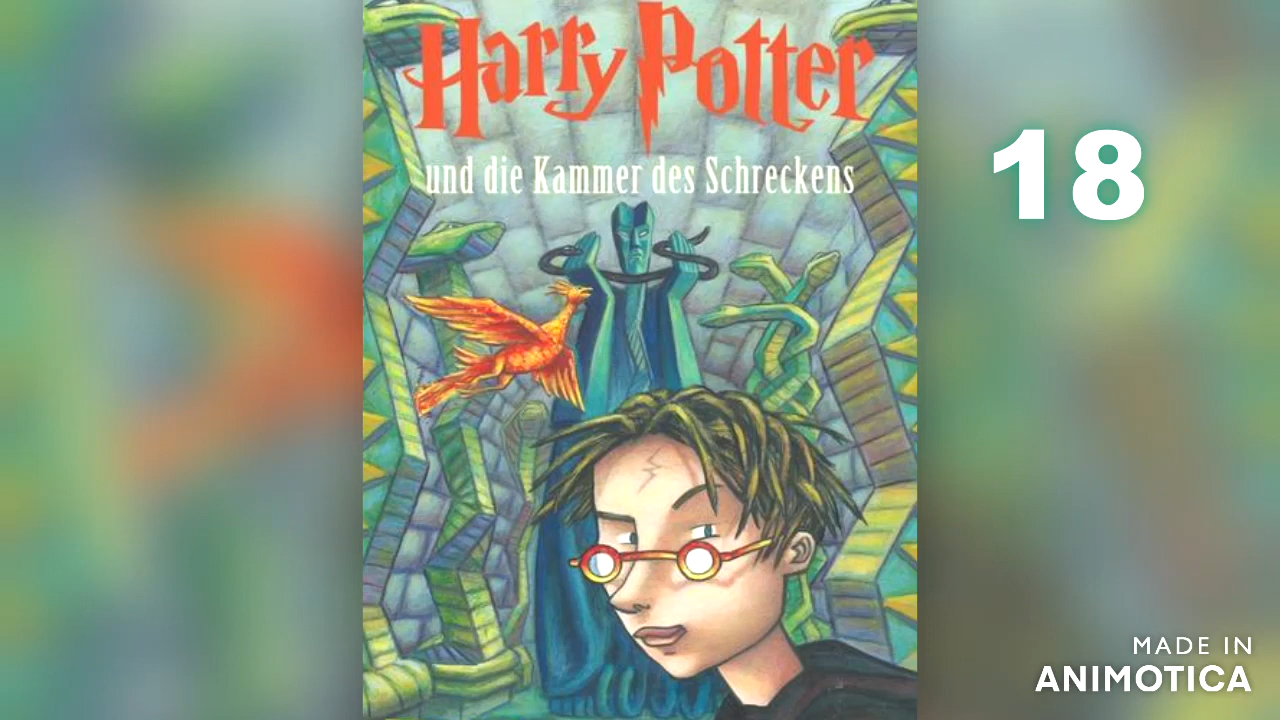 Harry Potter
und die Kammer des Schreckens
18
MADE IN
ANIMOTICA